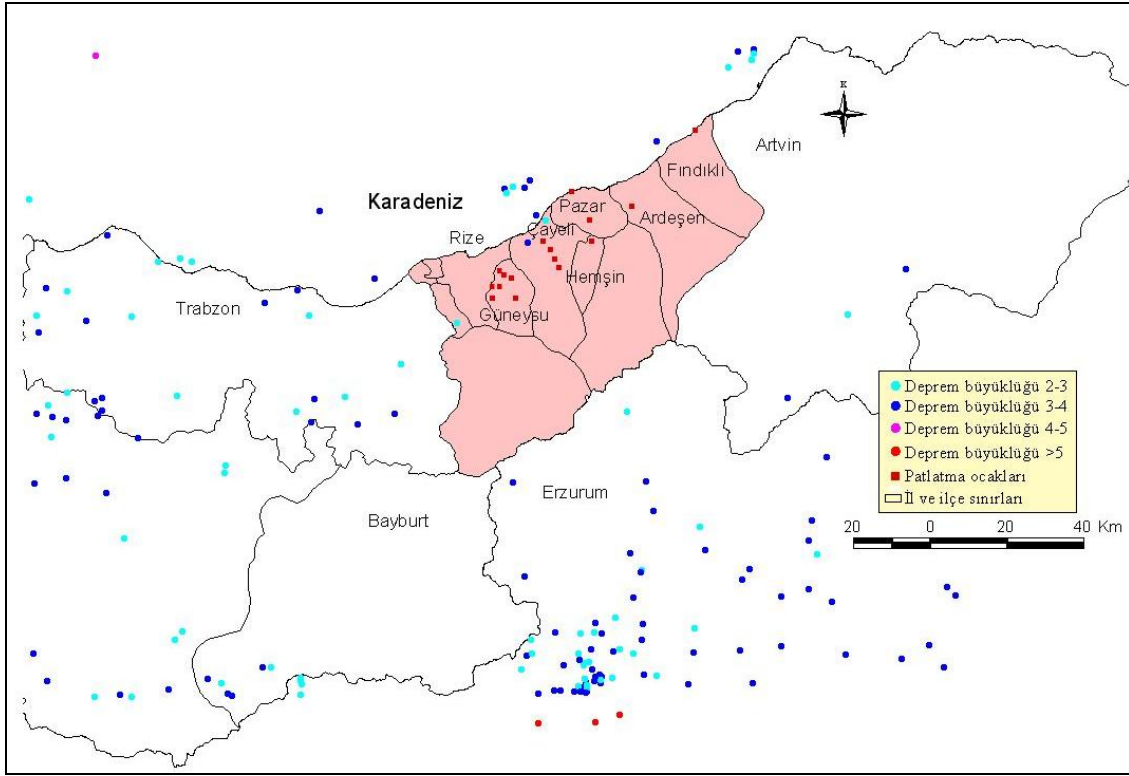 K
Artvin
Fındıklı
Karadeniz
Pazar
Ardeşen
Çayeli
Rize
Hemşin
Trabzon
Güneysu
Deprem büyüklüğü 2-3
Deprem büyüklüğü 3-4
Deprem büyüklüğü 4-5
Deprem büyüklüğü >5
Patlatma ocakları
İl ve ilçe sınırları
Erzurum
Bayburt
20 0 20 40 Km